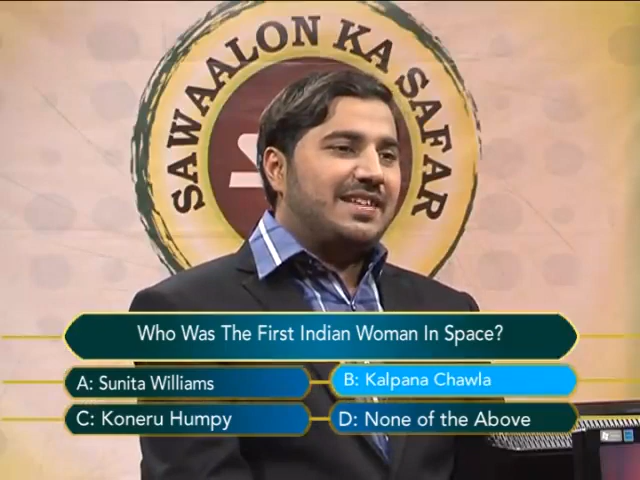 SAWAALON KA SAFAR
Who Was The First Indian Woman In Space?
A: Sunita Williams
B: Kalpana Chawla
C: Koneru Humpy
D: None of the Above